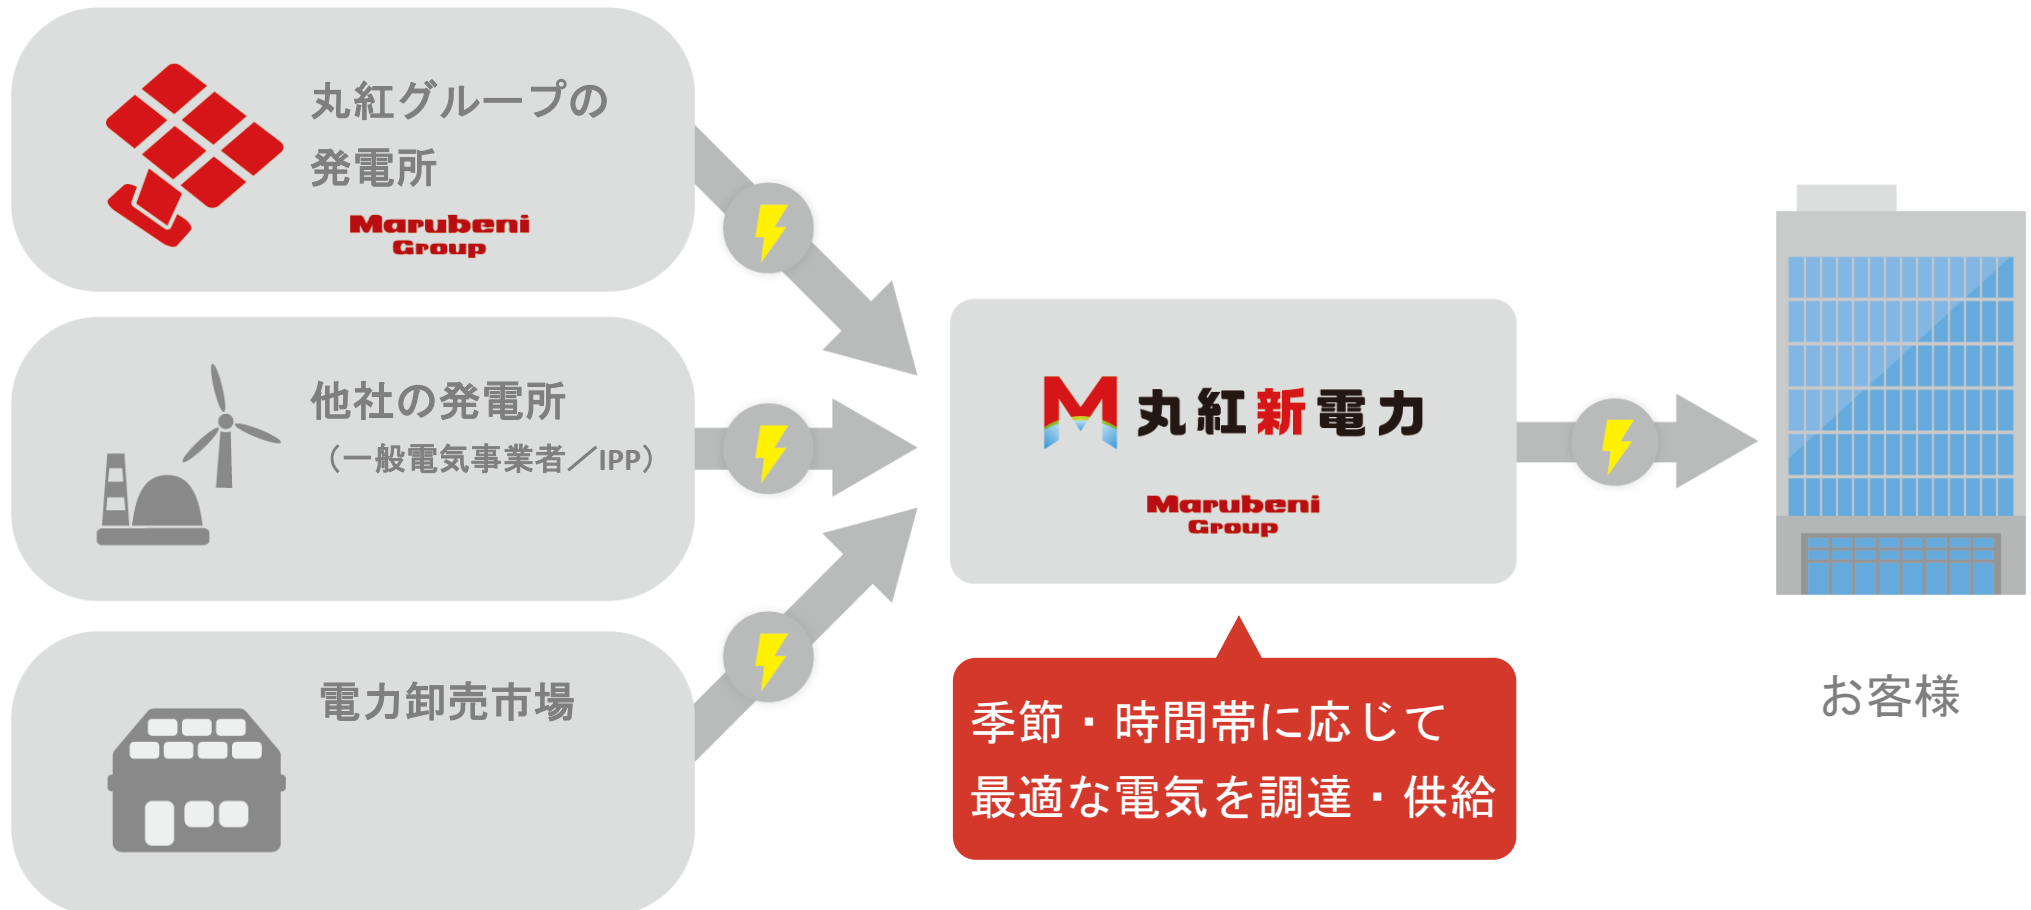 丸紅グループの
発電所
Marubeni
Group
他社の発電所
（一般電気事業者／IPP）
電力卸売市場
丸紅新電力
Marubeni
Group
季節・時間帯に応じて
最適な電気を調達・供給
お客様